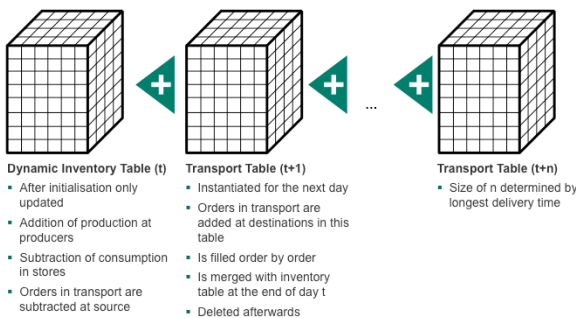 +
+
...
+
Dynamic Inventory Table (t)
▪ After initialisation only
updated
▪ Addition of production at
producers
▪ Subtraction of consumption
in stores
▪ Orders in transport are
subtracted at source
Transport Table (t+1)
▪ Instantiated for the next day
▪ Orders in transport are
added at destinations in this
table
▪ Is filled order by order
▪ Is merged with inventory
table at the end of day t
▪ Deleted afterwards
Transport Table (t+n)
▪ Size of n determined by
longest delivery time